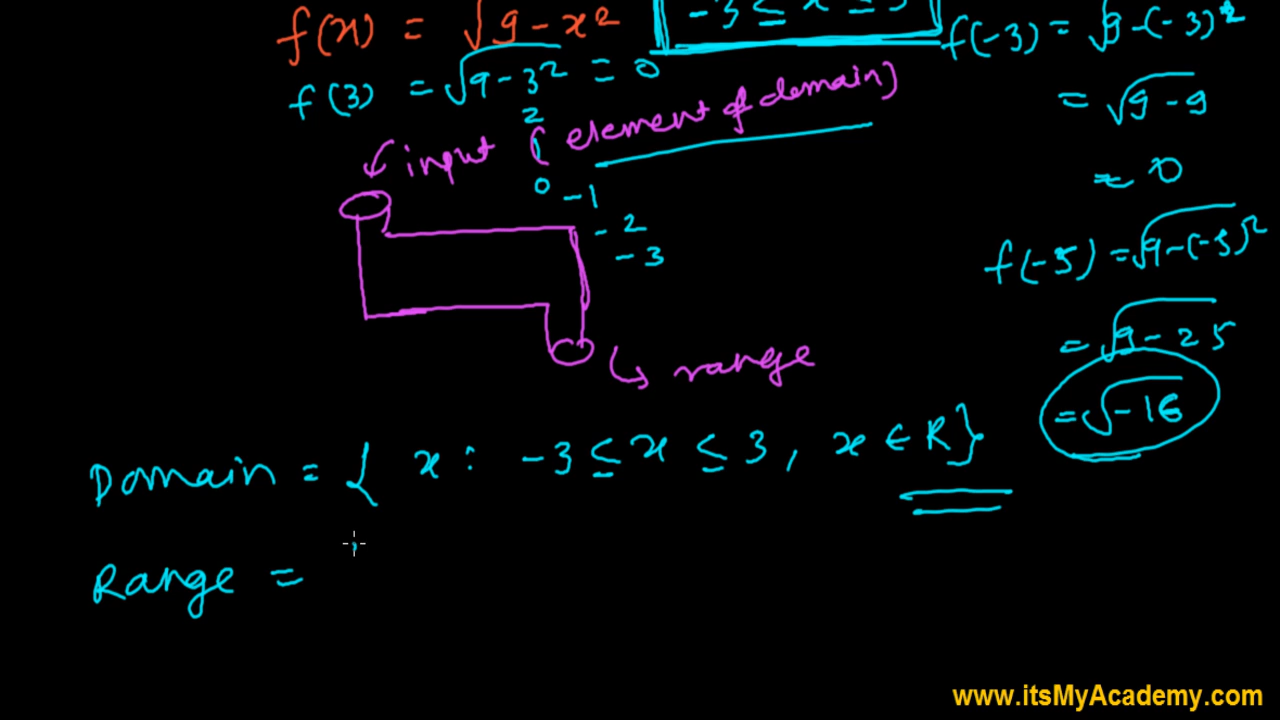 f(x) = √9 - x²
-3 ≤ x ≤ 3
f(3) = √9 - 3² = 0
f(-3) = √9 - (-3)²
= √9 - 9
= 0
input ( element of domain)
2
1
0 -1
- 2
- 3
f(-5) = √9 - (-5)²
= √9 - 25
= √-16
↳ range
Domain = { x : -3 ≤ x ≤ 3, x ∈ R}
Range =
www.itsMyAcademy.com